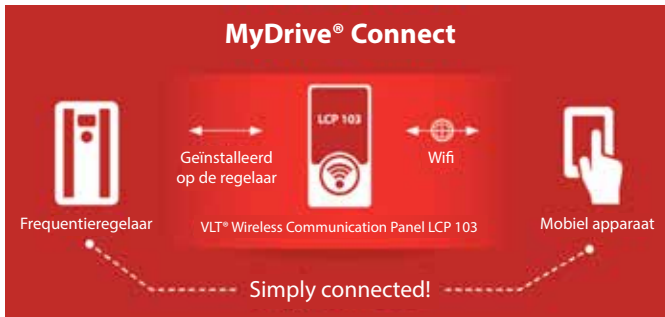 MyDrive® Connect
LCP 103
Geïnstalleerd
op de regelaar
Wifi
Frequentieregelaar
VLT® Wireless Communication Panel LCP 103
Mobiel apparaat
Simply connected!